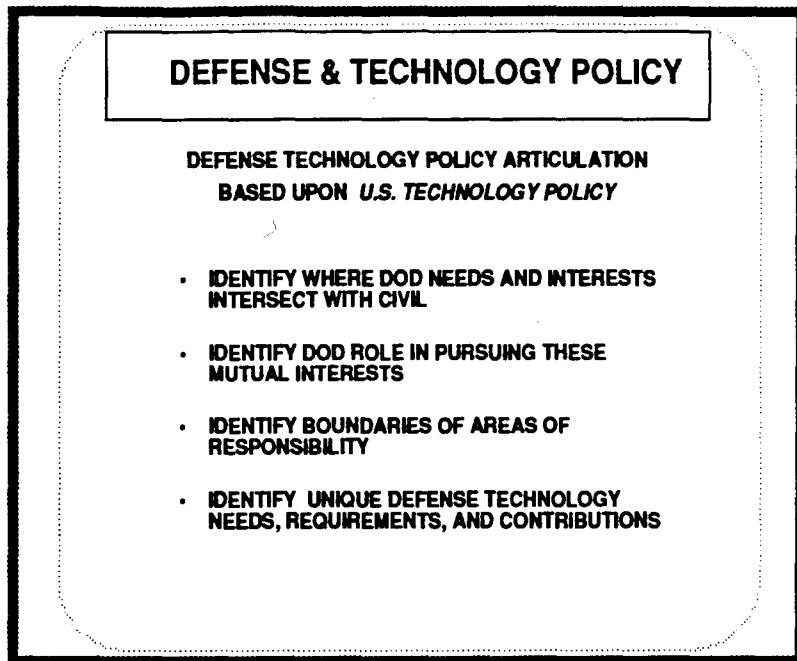 DEFENSE & TECHNOLOGY POLICY
DEFENSE TECHNOLOGY POLICY ARTICULATION
BASED UPON U.S. TECHNOLOGY POLICY
• IDENTIFY WHERE DOD NEEDS AND INTERESTS
INTERSECT WITH CIVIL
• IDENTIFY DOD ROLE IN PURSUING THESE
MUTUAL INTERESTS
• IDENTIFY BOUNDARIES OF AREAS OF
RESPONSIBILITY
• IDENTIFY UNIQUE DEFENSE TECHNOLOGY
NEEDS, REQUIREMENTS, AND CONTRIBUTIONS